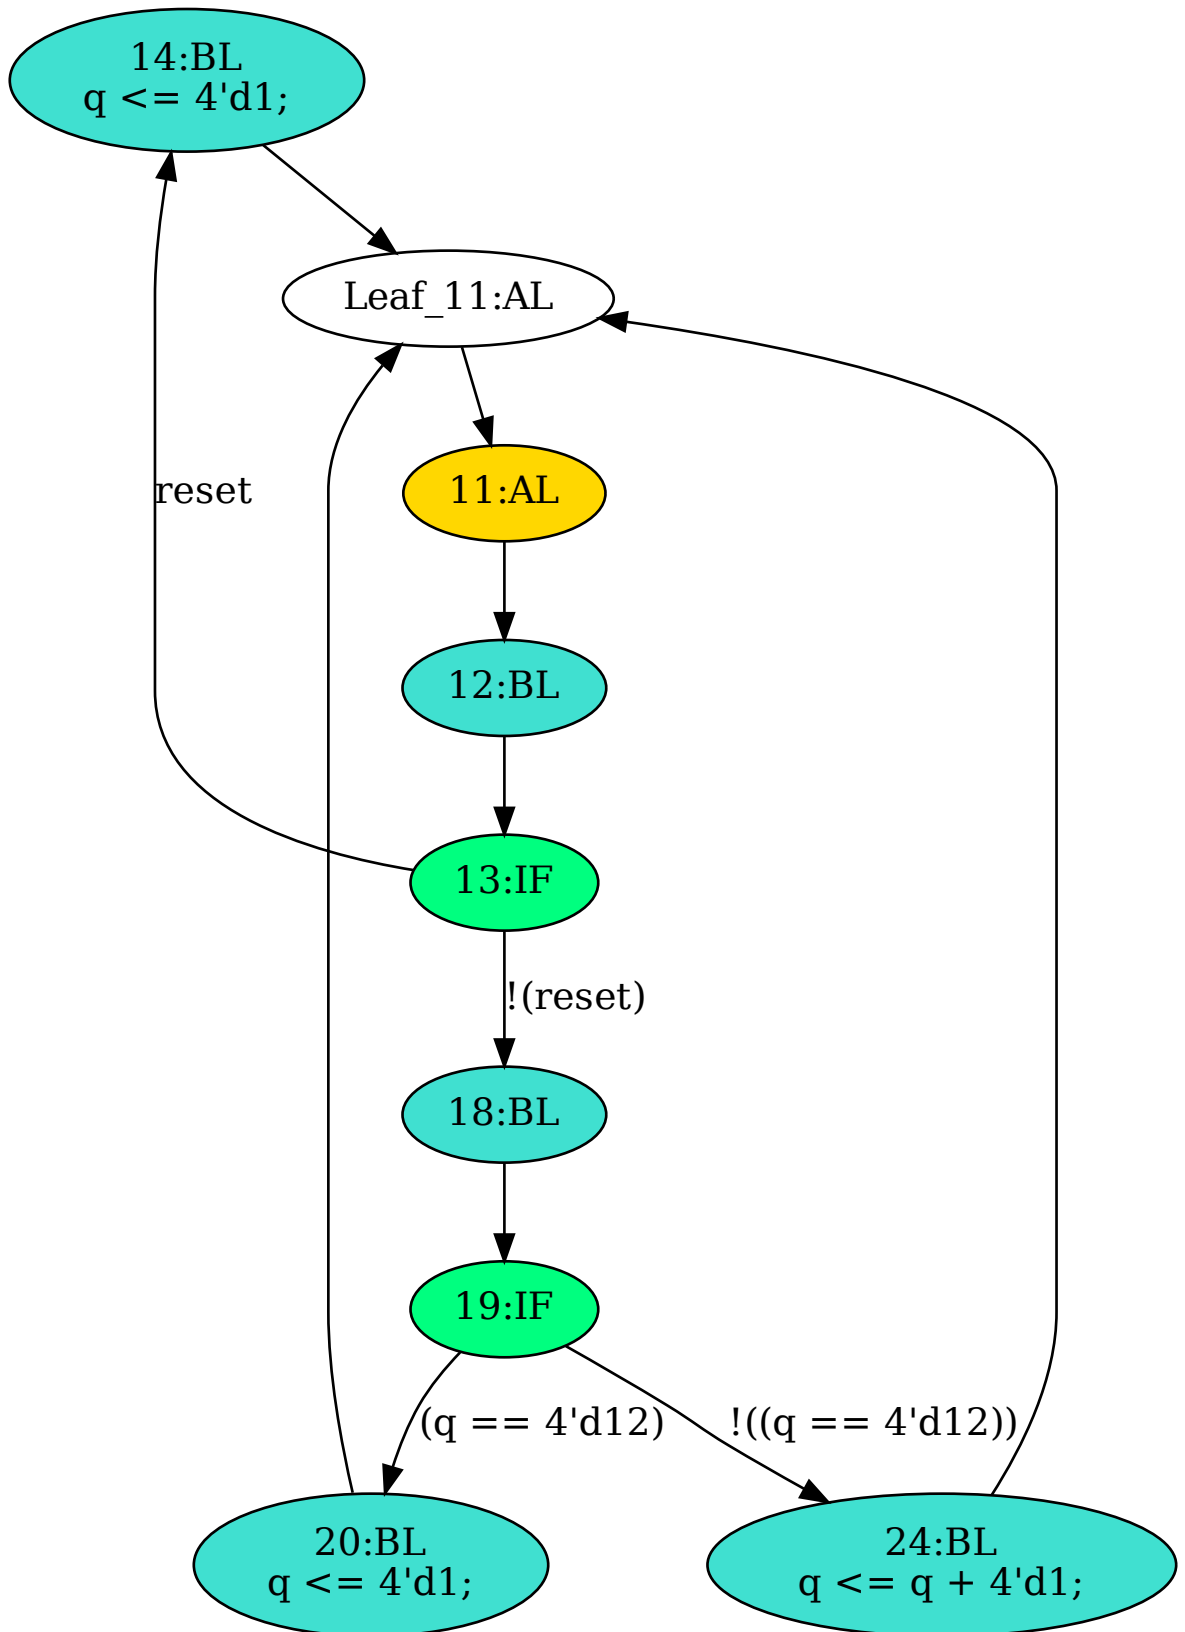 14:BL
q <= 4'd1;
Leaf_11:AL
11:AL
reset
12:BL
13:IF
!(reset)
18:BL
19:IF
(q == 4'd12)
!((q == 4'd12))
20:BL
q <= 4'd1;
24:BL
q <= q + 4'd1;